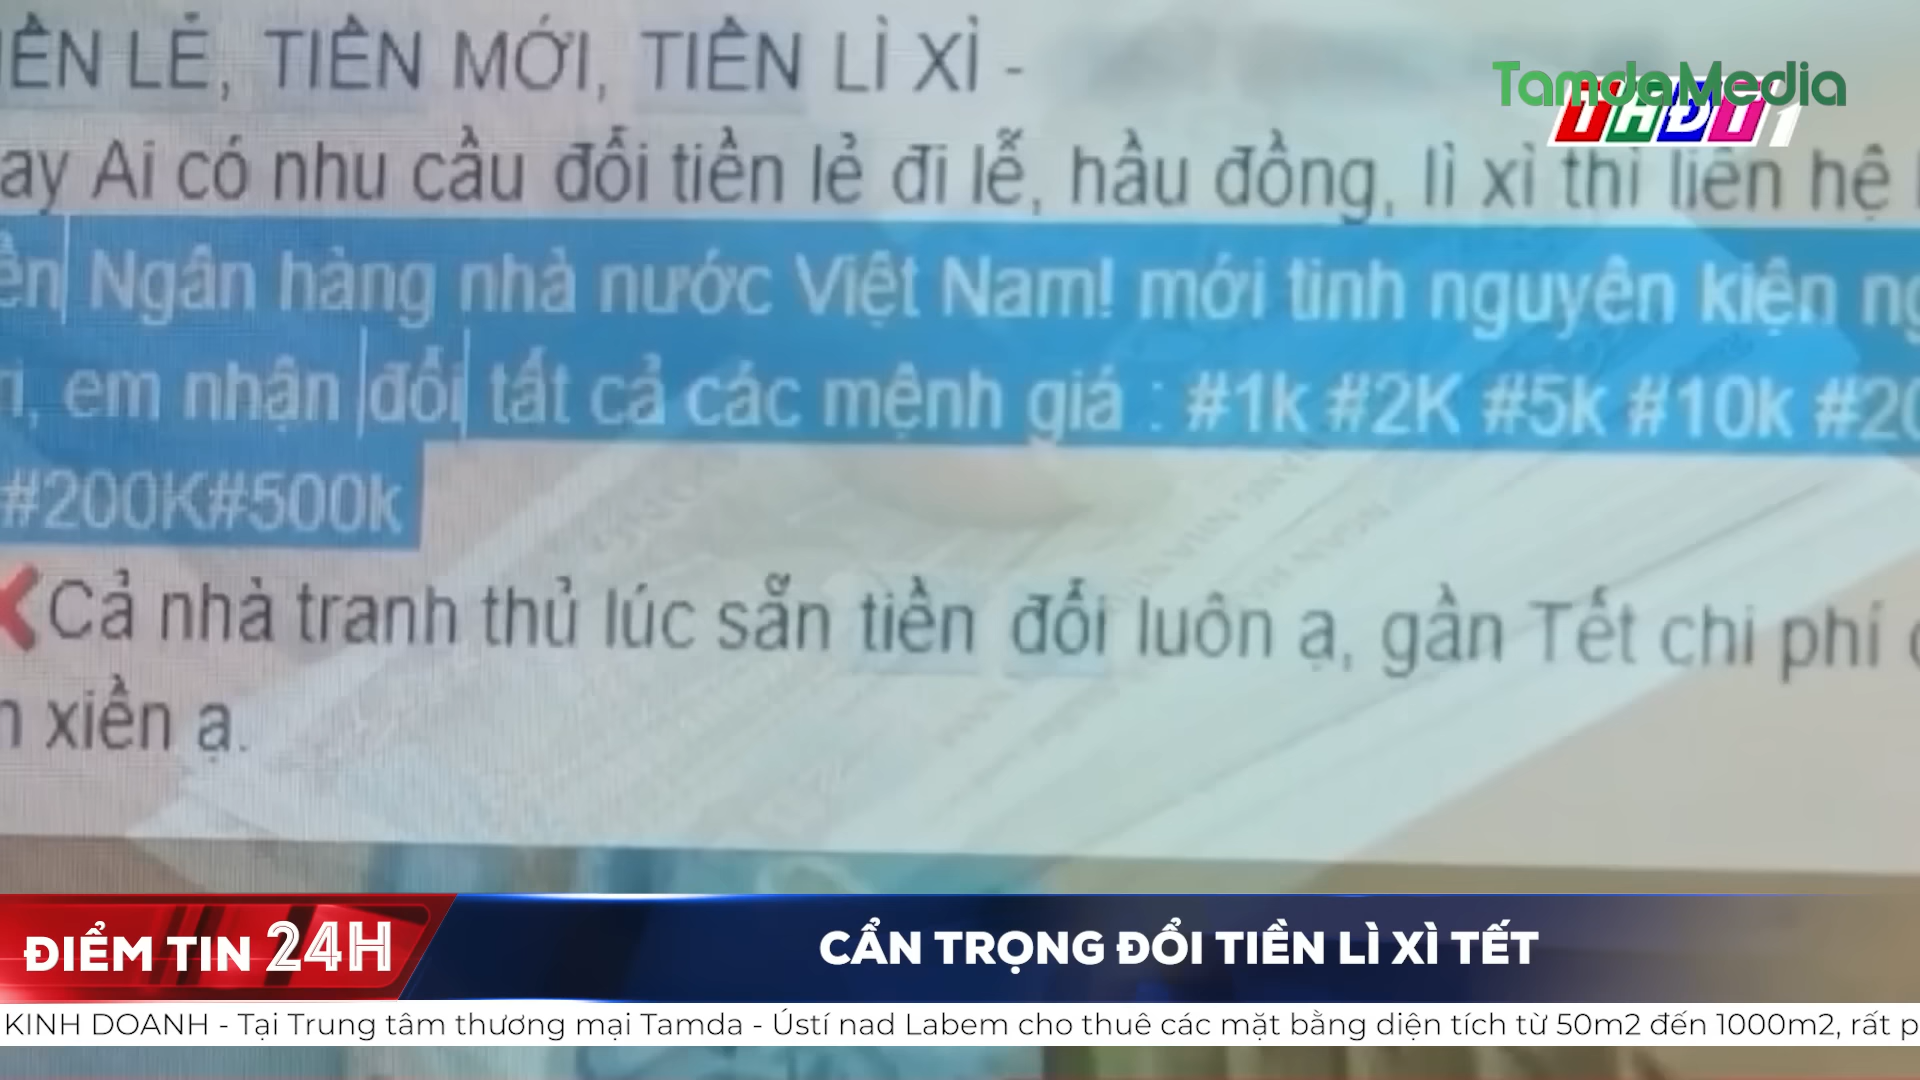 IỀN LẺ, TIỀN MỚI, TIỀN LÌ XÌ -
TamdaMedia
THĐT1
ay Ai có nhu cầu đổi tiền lẻ đi lễ, hầu đồng, lì xì thì liên hệ
ền Ngân hàng nhà nước Việt Nam! mới tinh nguyên kiện ng
ri, em nhận đổi tất cả các mệnh giá : #1k #2K #5k #10k #20
#200K#500k
❌Cả nhà tranh thủ lúc sẵn tiền đổi luôn ạ, gần Tết chi phí
n xiền ạ.
ĐIỂM TIN 24H
CẨN TRỌNG ĐỔI TIỀN LÌ XÌ TẾT
KINH DOANH - Tại Trung tâm thương mại Tamda - Ústí nad Labem cho thuê các mặt bằng diện tích từ 50m2 đến 1000m2, rất p